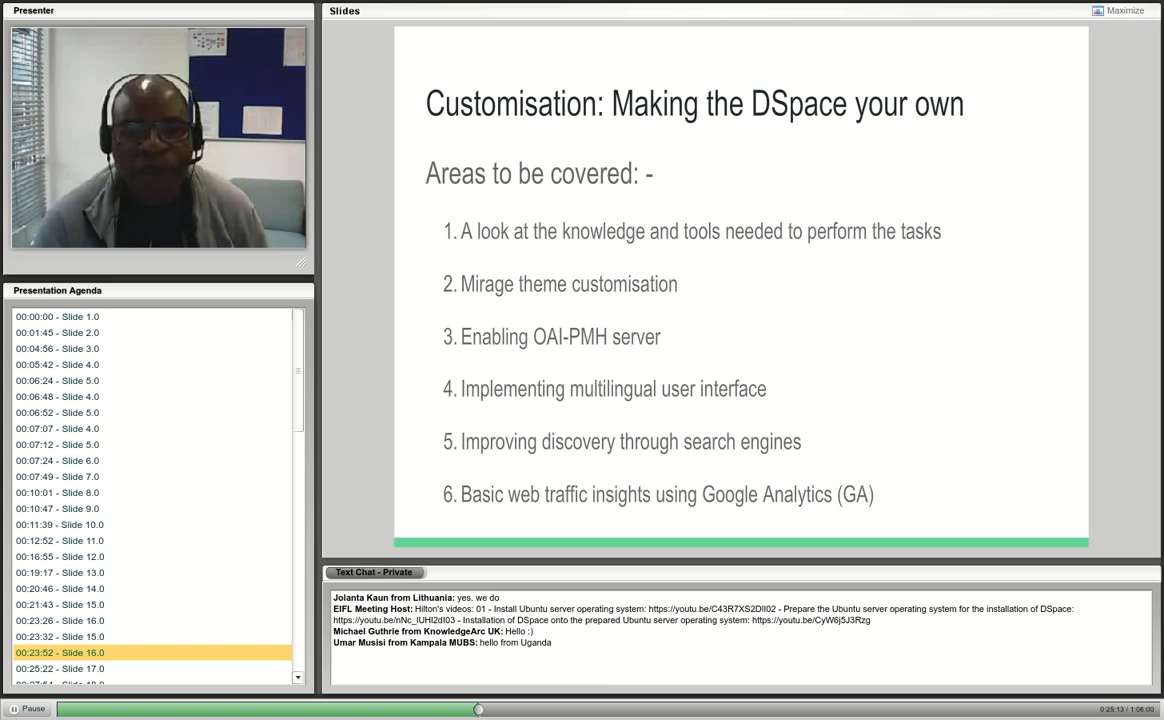 Presenter
Slides
Maximize
Customisation: Making the DSpace your own
Areas to be covered: -
1. A look at the knowledge and tools needed to perform the tasks
2. Mirage theme customisation
3. Enabling OAI-PMH server
4. Implementing multilingual user interface
5. Improving discovery through search engines
6. Basic web traffic insights using Google Analytics (GA)
Presentation Agenda
00:00:00 - Slide 1.0
00:01:45 - Slide 2.0
00:04:56 - Slide 3.0
00:05:42 - Slide 4.0
00:06:24 - Slide 5.0
00:06:48 - Slide 4.0
00:06:52 - Slide 5.0
00:07:07 - Slide 4.0
00:07:12 - Slide 5.0
00:07:24 - Slide 6.0
00:07:49 - Slide 7.0
00:10:01 - Slide 8.0
00:10:47 - Slide 9.0
00:11:39 - Slide 10.0
00:12:52 - Slide 11.0
00:16:55 - Slide 12.0
00:19:17 - Slide 13.0
00:20:46 - Slide 14.0
00:21:43 - Slide 15.0
00:23:26 - Slide 16.0
00:23:32 - Slide 15.0
00:23:52 - Slide 16.0
00:25:22 - Slide 17.0
Text Chat - Private
Jolanta Kaun from Lithuania: yes. we do
EIFL Meeting Host: Hilton's videos: 01 - Install Ubuntu server operating system: https://youtu.be/C43R7XS2DlI02 - Prepare the Ubuntu server operating system for the installation of DSpace:
https://youtu.be/nNc_lUHl2dI03 - Installation of DSpace onto the prepared Ubuntu server operating system: https://youtu.be/CyW6j5J3Rzg
Michael Guthrie from KnowledgeArc UK: Hello :)
Umar Musisi from Kampala MUBS: hello from Uganda
Pause
0:25:13 / 1:06:00